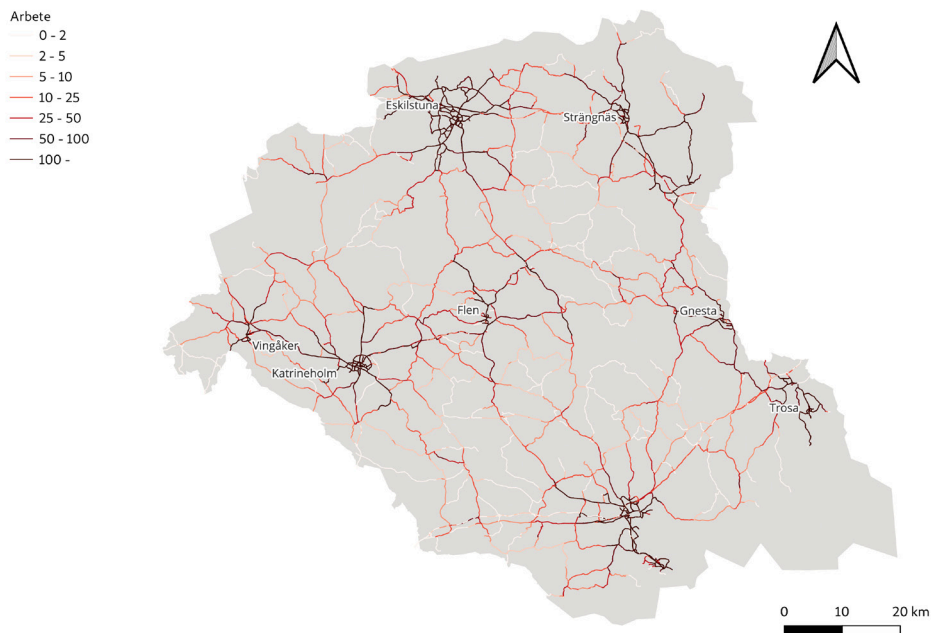 Arbete
0 - 2
2 - 5
5 - 10
10 - 25
25 - 50
50 - 100
100 -
Eskilstuna
Strängnäs
Flen
Gnesta
Vingåker
Katrineholm
Trosa
0 10 20 km